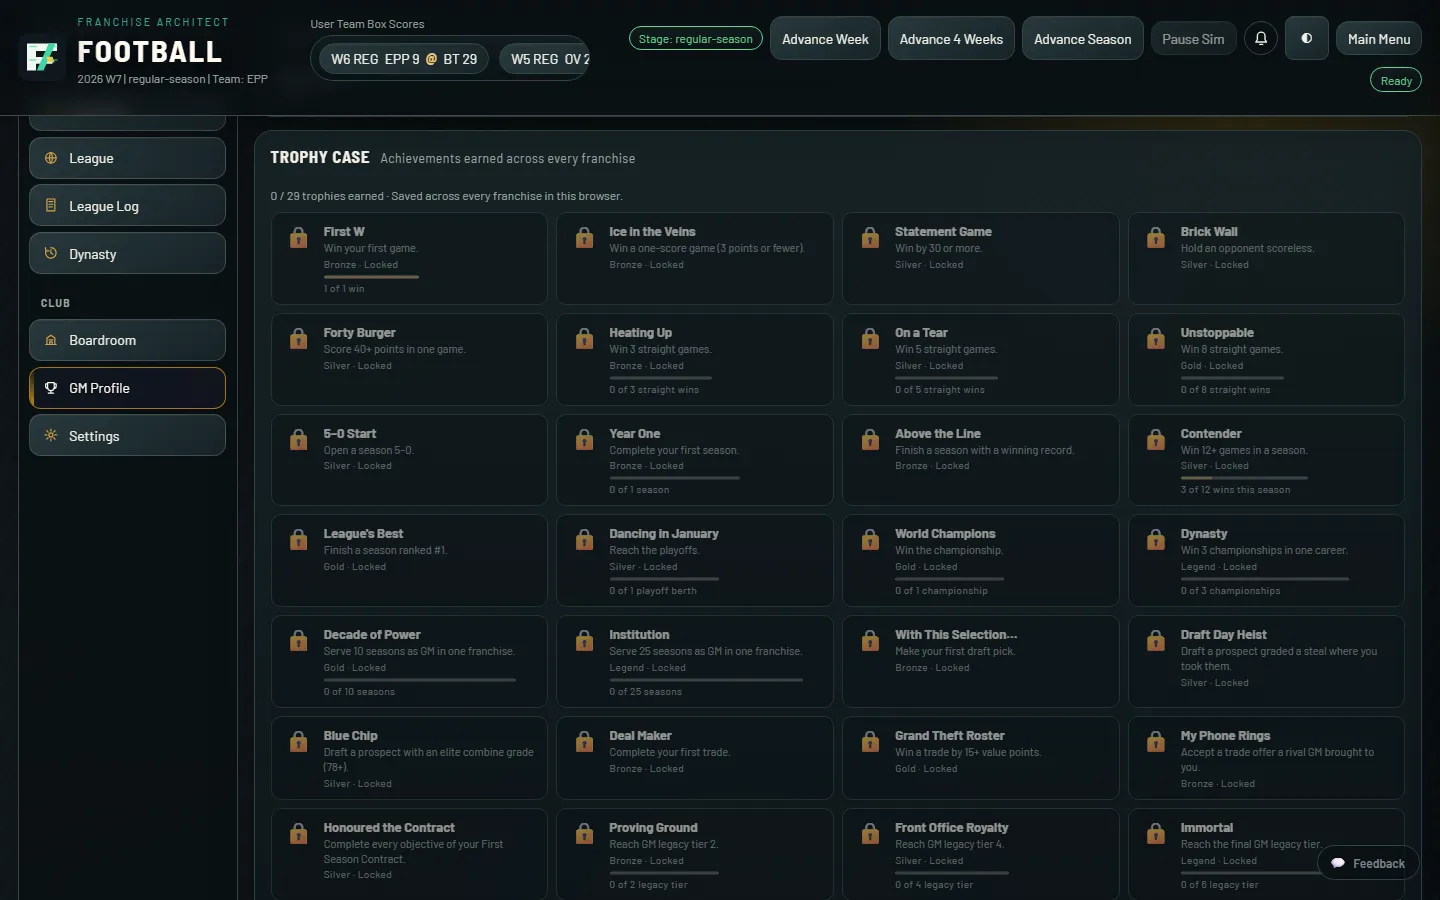 FRANCHISE ARCHITECT
FOOTBALL
2026 W7 | regular-season | Team: EPP
User Team Box Scores
W6 REG EPP 9 @ BT 29
W5 REG OV 2
Stage: regular-season
Advance Week
Advance 4 Weeks
Advance Season
Pause Sim
Main Menu
Ready
League
League Log
Dynasty
CLUB
Boardroom
GM Profile
Settings
TROPHY CASE Achievements earned across every franchise
0 / 29 trophies earned · Saved across every franchise in this browser.
First W
Win your first game.
Bronze · Locked
1 of 1 win
Ice in the Veins
Win a one-score game (3 points or fewer).
Bronze · Locked
Statement Game
Win by 30 or more.
Silver · Locked
Brick Wall
Hold an opponent scoreless.
Silver · Locked
Forty Burger
Score 40+ points in one game.
Silver · Locked
Heating Up
Win 3 straight games.
Bronze · Locked
0 of 3 straight wins
On a Tear
Win 5 straight games.
Silver · Locked
0 of 5 straight wins
Unstoppable
Win 8 straight games.
Gold · Locked
0 of 8 straight wins
5-0 Start
Open a season 5-0.
Silver · Locked
Year One
Complete your first season.
Bronze · Locked
0 of 1 season
Above the Line
Finish a season with a winning record.
Bronze · Locked
Contender
Win 12+ games in a season.
Silver · Locked
3 of 12 wins this season
League's Best
Finish a season ranked #1.
Gold · Locked
Dancing in January
Reach the playoffs.
Silver · Locked
0 of 1 playoff berth
World Champions
Win the championship.
Gold · Locked
0 of 1 championship
Dynasty
Win 3 championships in one career.
Legend · Locked
0 of 3 championships
Decade of Power
Serve 10 seasons as GM in one franchise.
Gold · Locked
0 of 10 seasons
Institution
Serve 25 seasons as GM in one franchise.
Legend · Locked
0 of 25 seasons
With This Selection...
Make your first draft pick.
Bronze · Locked
Draft Day Heist
Draft a prospect graded a steal where you
took them.
Silver · Locked
Blue Chip
Draft a prospect with an elite combine grade
(78+).
Silver · Locked
Deal Maker
Complete your first trade.
Bronze · Locked
Grand Theft Roster
Win a trade by 15+ value points.
Gold · Locked
My Phone Rings
Accept a trade offer a rival GM brought to
you.
Bronze · Locked
Honoured the Contract
Complete every objective of your First
Season Contract.
Silver · Locked
Proving Ground
Reach GM legacy tier 2.
Bronze · Locked
0 of 2 legacy tier
Front Office Royalty
Reach GM legacy tier 4.
Silver · Locked
0 of 4 legacy tier
Immortal
Reach the final GM legacy tier.
Legend · Locked
0 of 6 legacy tier
Feedback